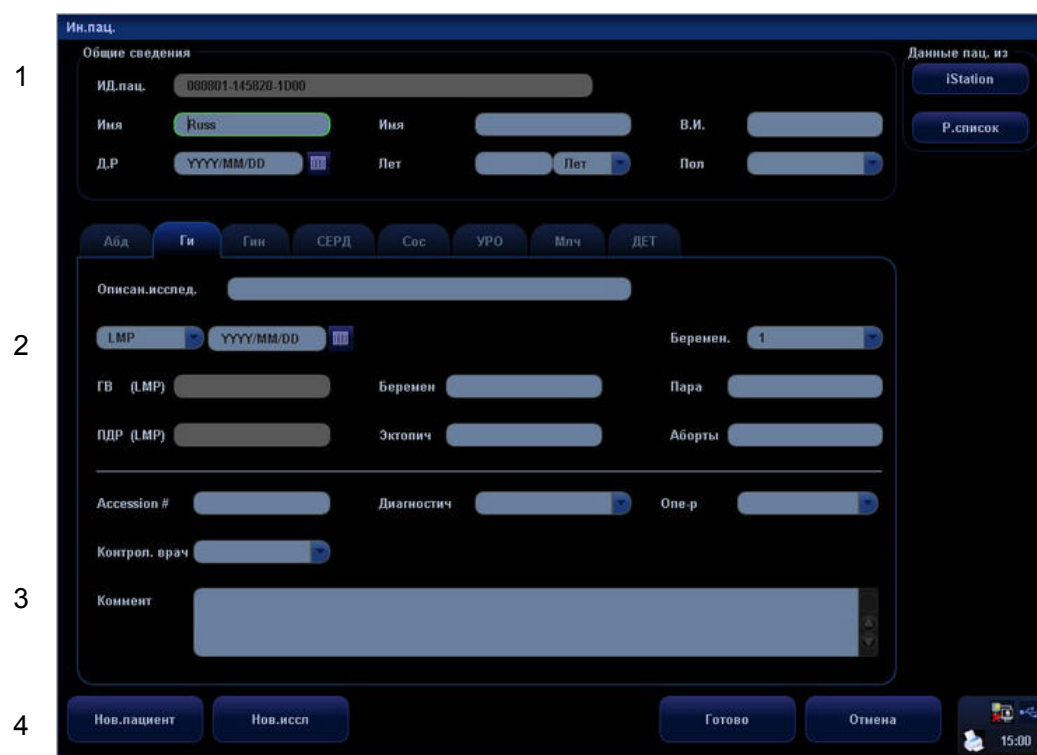 Ин.пац.
Общие сведения
Данные пац. из
1
ИД.пац. 080801-145820-1D00
iStation
Имя Russ Имя В.И.
Р.список
Д.Р YYYY/MM/DD Лет Лет Пол
Абд Ги Гин СЕРД Сос УРО Млч ДЕТ
Описан.исслед.
2
LMP YYYY/MM/DD Беремен. 1
ГВ (LMP) Беремен Пара
ПДР (LMP) Эктопич Аборты
Accession # Диагностич Опе-р
Контрол. врач
3
Коммент
4
Нов.пациент Нов.иссл Готово Отмена
15:00